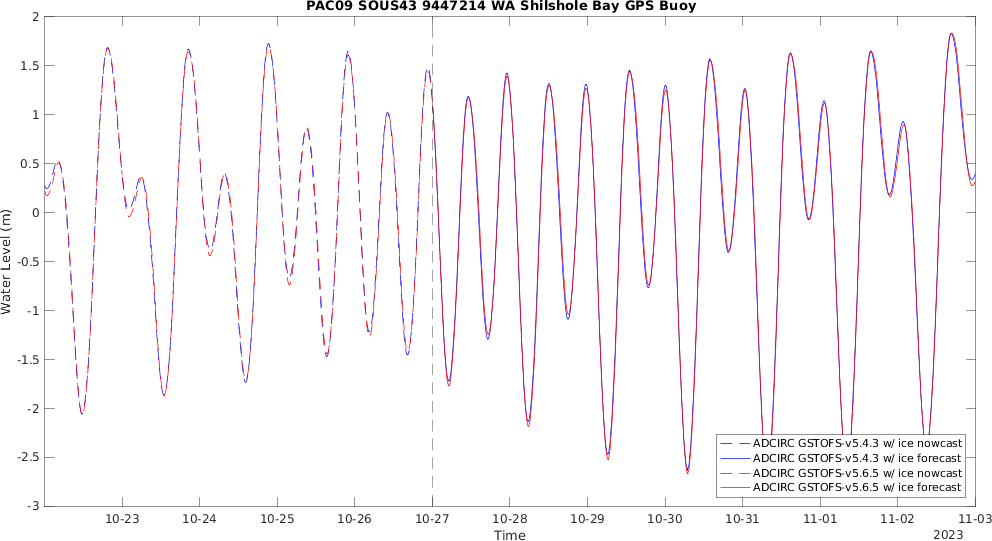 PAC09 SOUS43 9447214 WA Shilshole Bay GPS Buoy
2
1.5
1
0.5
0
-0.5
-1
-1.5
-2
-2.5
-3
Water Level (m)
ADCIRC GSTOFS-v5.4.3 w/ ice nowcast
ADCIRC GSTOFS-v5.4.3 w/ ice forecast
ADCIRC GSTOFS-v5.6.5 w/ ice nowcast
ADCIRC GSTOFS-v5.6.5 w/ ice forecast
10-23 10-24 10-25 10-26 10-27 10-28 10-29 10-30 10-31 11-01 11-02 11-03
Time
2023